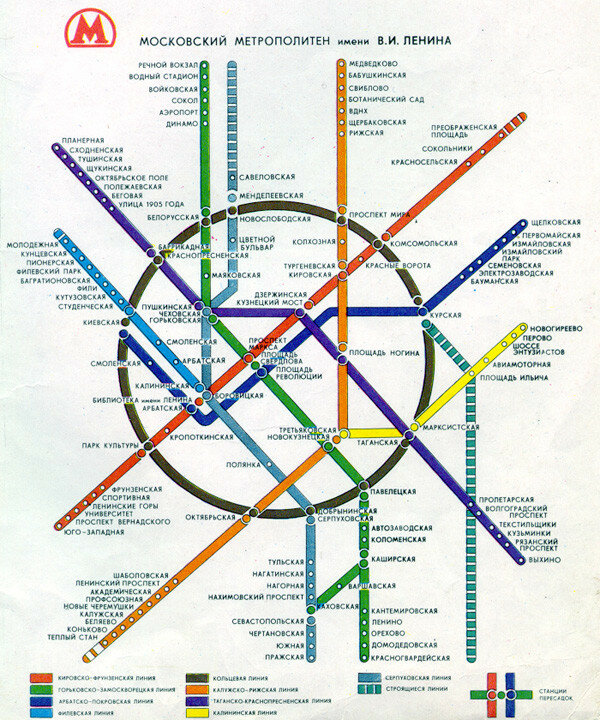 М
МОСКОВСКИЙ МЕТРОПОЛИТЕН имени В.И. ЛЕНИНА
РЕЧНОЙ ВОКЗАЛ
ВОДНЫЙ СТАДИОН
ВОЙКОВСКАЯ
СОКОЛ
АЭРОПОРТ
ДИНАМО
БЕЛОРУССКАЯ
МЕДВЕДКОВО
БАБУШКИНСКАЯ
СВИБЛОВО
БОТАНИЧЕСКИЙ САД
ВДНХ
ЩЕРБАКОВСКАЯ
РИЖСКАЯ
ПРОСПЕКТ МИРА
ПРЕОБРАЖЕНСКАЯ
ПЛОЩАДЬ
СОКОЛЬНИКИ
КРАСНОСЕЛЬСКАЯ
КОМСОМОЛЬСКАЯ
КРАСНЫЕ ВОРОТА
ПЛАНЕРНАЯ
СХОДНЕНСКАЯ
ТУШИНСКАЯ
ЩУКИНСКАЯ
ОКТЯБРЬСКОЕ ПОЛЕ
ПОЛЕЖАЕВСКАЯ
БЕГОВАЯ
УЛИЦА 1905 ГОДА
БАРРИКАДНАЯ
КРАСНОПРЕСНЕНСКАЯ
САВЕЛОВСКАЯ
МЕНДЕЛЕЕВСКАЯ
НОВОСЛОБОДСКАЯ
ЦВЕТНОЙ
БУЛЬВАР
МАЯКОВСКАЯ
КОЛХОЗНАЯ
ТУРГЕНЕВСКАЯ
КИРОВСКАЯ
ДЗЕРЖИНСКАЯ
КУЗНЕЦКИЙ МОСТ
ПУШКИНСКАЯ
ЧЕХОВСКАЯ
ГОРЬКОВСКАЯ
ЩЕЛКОВСКАЯ
ПЕРВОМАЙСКАЯ
ИЗМАЙЛОВСКАЯ
ИЗМАЙЛОВСКИЙ
ПАРК
СЕМЕНОВСКАЯ
ЭЛЕКТРОЗАВОДСКАЯ
БАУМАНСКАЯ
КУРСКАЯ
МОЛОДЕЖНАЯ
КУНЦЕВСКАЯ
ПИОНЕРСКАЯ
ФИЛЕВСКИЙ ПАРК
БАГРАТИОНОВСКАЯ
ФИЛИ
КУТУЗОВСКАЯ
СТУДЕНЧЕСКАЯ
КИЕВСКАЯ
СМОЛЕНСКАЯ
СМОЛЕНСКАЯ
АРБАТСКАЯ
КАЛИНИНСКАЯ
БИБЛИОТЕКА имени ЛЕНИНА
АРБАТСКАЯ
БОРОВИЦКАЯ
ПРОСПЕКТ
МАРКСА
ПЛОЩАДЬ
СВЕРДЛОВА
ПЛОЩАДЬ
РЕВОЛЮЦИИ
ПЛОЩАДЬ НОГИНА
НОВОГИРЕЕВО
ПЕРОВО
ШОССЕ
ЭНТУЗИАСТОВ
АВИАМОТОРНАЯ
ПЛОЩАДЬ ИЛЬИЧА
МАРКСИСТСКАЯ
ТАГАНСКАЯ
ТРЕТЬЯКОВСКАЯ
НОВОКУЗНЕЦКАЯ
КРОПОТКИНСКАЯ
ПАРК КУЛЬТУРЫ
ПОЛЯНКА
ФРУНЗЕНСКАЯ
СПОРТИВНАЯ
ЛЕНИНСКИЕ ГОРЫ
УНИВЕРСИТЕТ
ПРОСПЕКТ ВЕРНАДСКОГО
ЮГО-ЗАПАДНАЯ
ОКТЯБРЬСКАЯ
ДОБРЫНИНСКАЯ
СЕРПУХОВСКАЯ
ПАВЕЛЕЦКАЯ
АВТОЗАВОДСКАЯ
КОЛОМЕНСКАЯ
КАШИРСКАЯ
ВАРШАВСКАЯ
КАХОВСКАЯ
КАНТЕМИРОВСКАЯ
ЛЕНИНО
ОРЕХОВО
ДОМОДЕДОВСКАЯ
КРАСНОГВАРДЕЙСКАЯ
ПРОЛЕТАРСКАЯ
ВОЛГОГРАДСКИЙ
ПРОСПЕКТ
ТЕКСТИЛЬЩИКИ
КУЗЬМИНКИ
РЯЗАНСКИЙ
ПРОСПЕКТ
ВЫХИНО
ТУЛЬСКАЯ
НАГАТИНСКАЯ
НАГОРНАЯ
НАХИМОВСКИЙ ПРОСПЕКТ
СЕВАСТОПОЛЬСКАЯ
ЧЕРТАНОВСКАЯ
ЮЖНАЯ
ПРАЖСКАЯ
ШАБОЛОВСКАЯ
ЛЕНИНСКИЙ ПРОСПЕКТ
АКАДЕМИЧЕСКАЯ
ПРОФСОЮЗНАЯ
НОВЫЕ ЧЕРЕМУШКИ
КАЛУЖСКАЯ
БЕЛЯЕВО
КОНЬКОВО
ТЕПЛЫЙ СТАН
КИРОВСКО-ФРУНЗЕНСКАЯ ЛИНИЯ
ГОРЬКОВСКО-ЗАМОСКВОРЕЦКАЯ ЛИНИЯ
АРБАТСКО-ПОКРОВСКАЯ ЛИНИЯ
ФИЛЕВСКАЯ ЛИНИЯ
КОЛЬЦЕВАЯ ЛИНИЯ
КАЛУЖСКО-РИЖСКАЯ ЛИНИЯ
ТАГАНСКО-КРАСНОПРЕСНЕНСКАЯ ЛИНИЯ
КАЛИНИНСКАЯ ЛИНИЯ
СЕРПУХОВСКАЯ ЛИНИЯ
СТРОЯЩИЕСЯ ЛИНИИ
СТАНЦИИ
ПЕРЕСАДОК